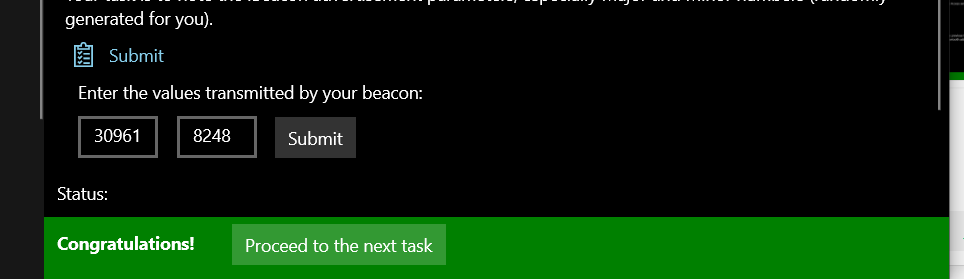 generated for you).
Submit
Enter the values transmitted by your beacon:
30961 8248 Submit
Status:
Congratulations! Proceed to the next task